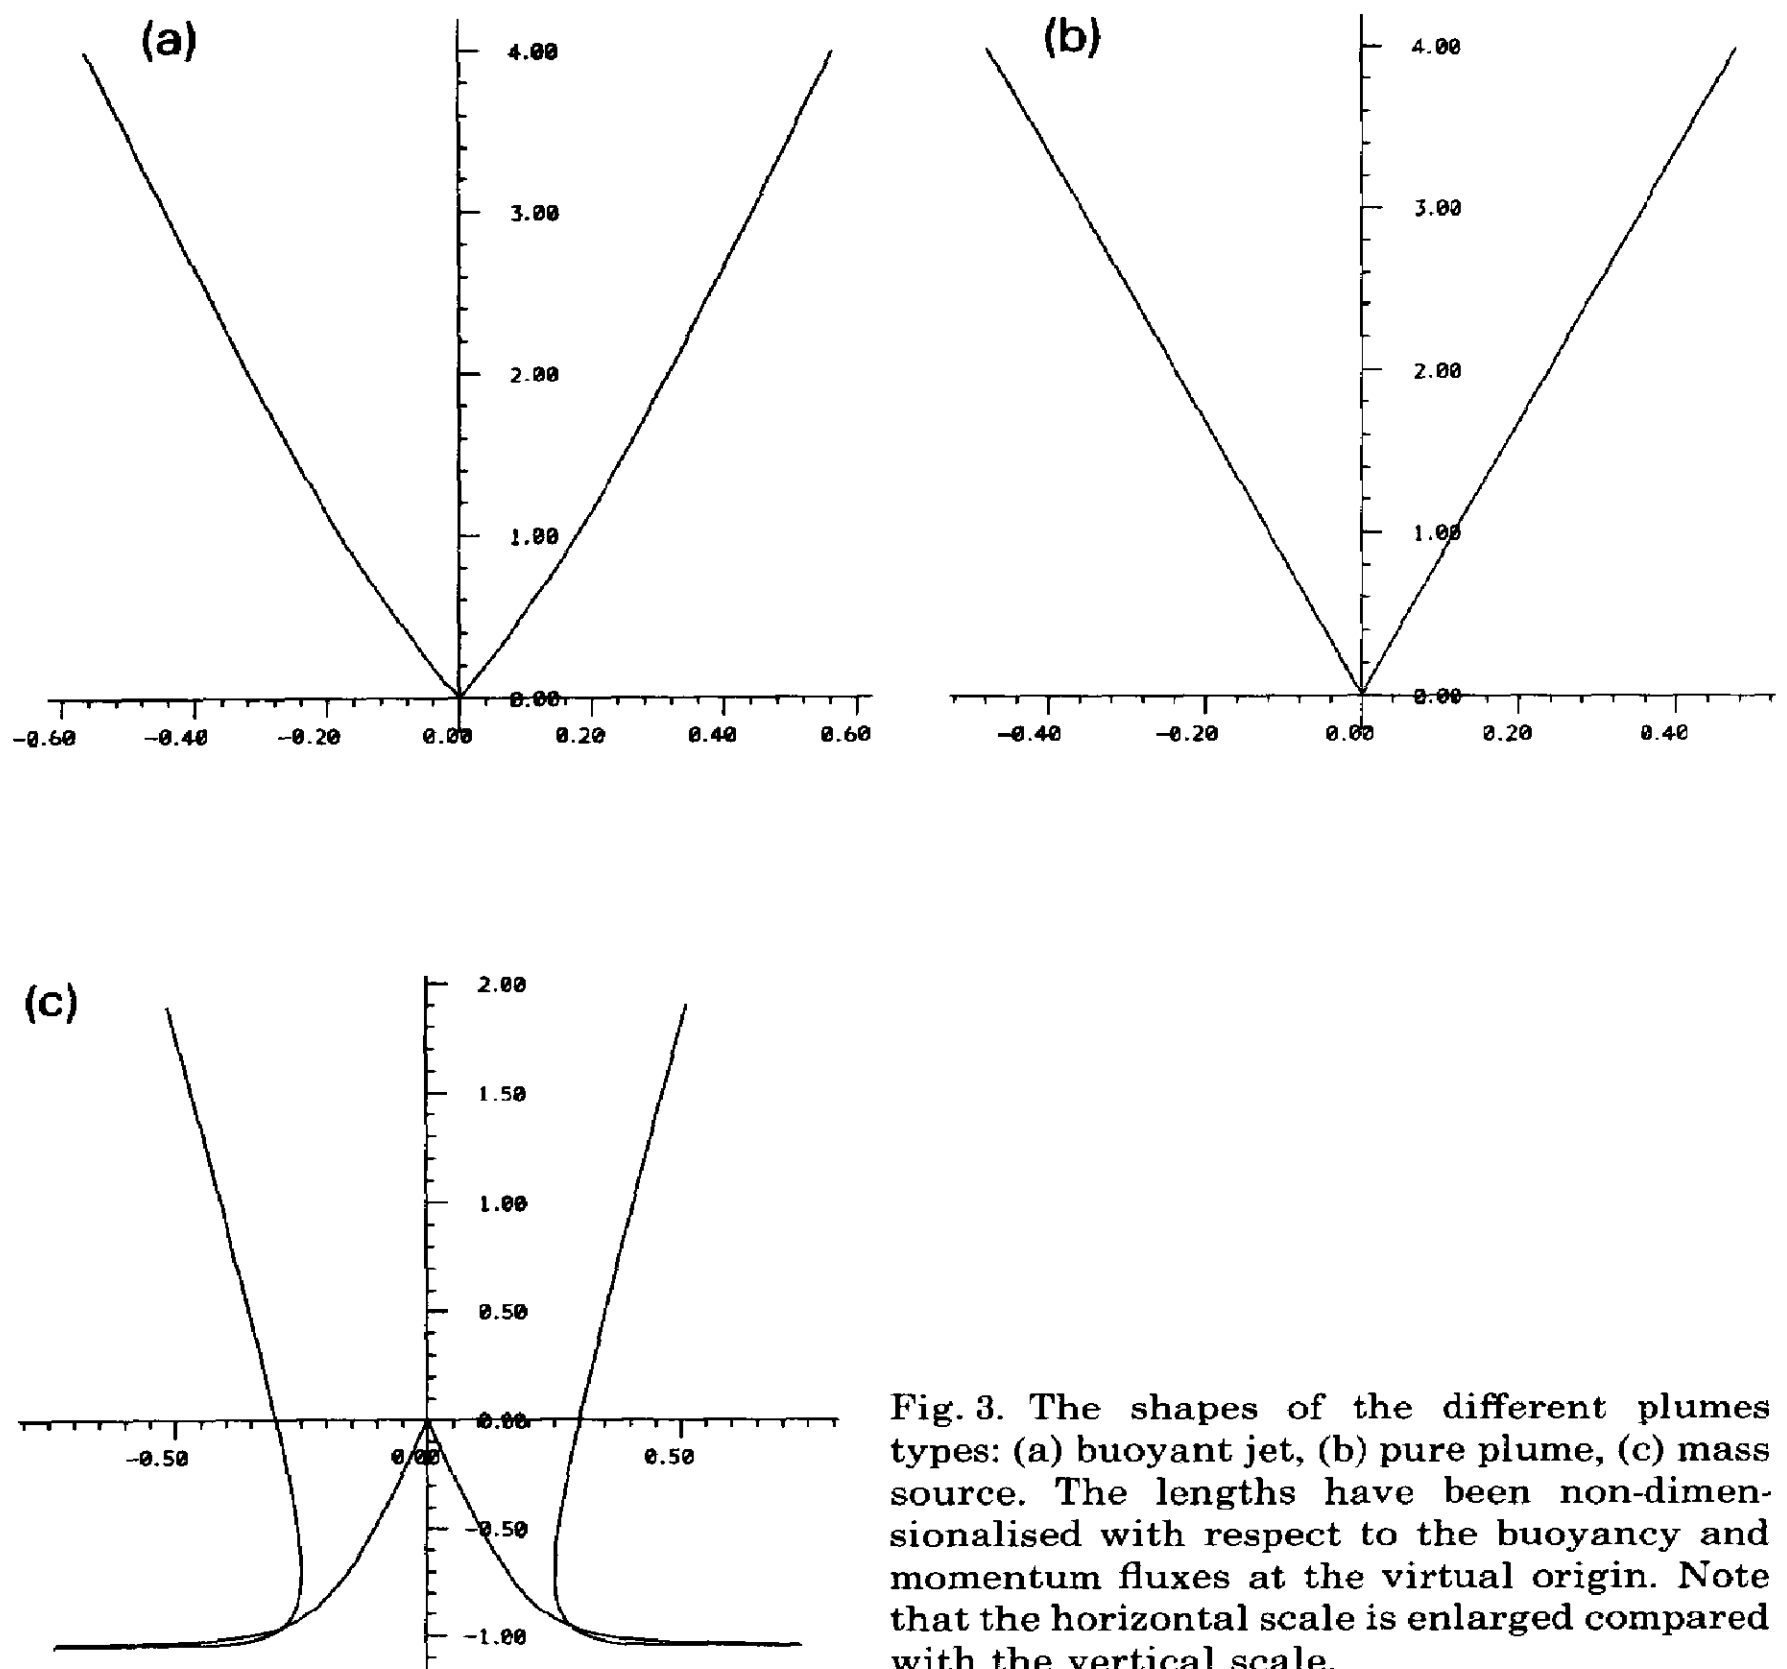 (a)
4.00
3.00
2.00
1.00
0.00
-0.60 -0.40 -0.20 0.00 0.20 0.40 0.60
(b)
4.00
3.00
2.00
1.00
0.00
-0.40 -0.20 0.00 0.20 0.40
(c)
2.00
1.50
1.00
0.50
0.00
-0.50 0.00 0.50
-0.50
-1.00
Fig. 3. The shapes of the different plumes
types: (a) buoyant jet, (b) pure plume, (c) mass
source. The lengths have been non-dimen-
sionalised with respect to the buoyancy and
momentum fluxes at the virtual origin. Note
that the horizontal scale is enlarged compared
with the vertical scale.